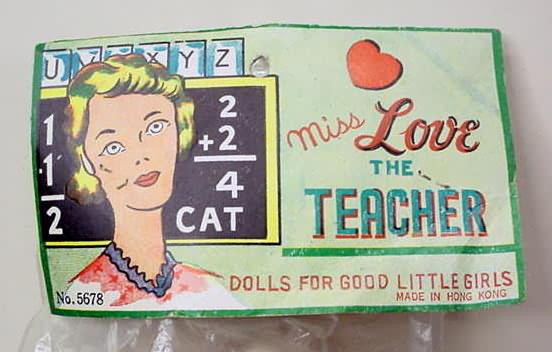 U V W X Y Z
1
1
2
2
+2
4
CAT
Miss Love
THE
TEACHER
DOLLS FOR GOOD LITTLE GIRLS
MADE IN HONG KONG
No. 5678